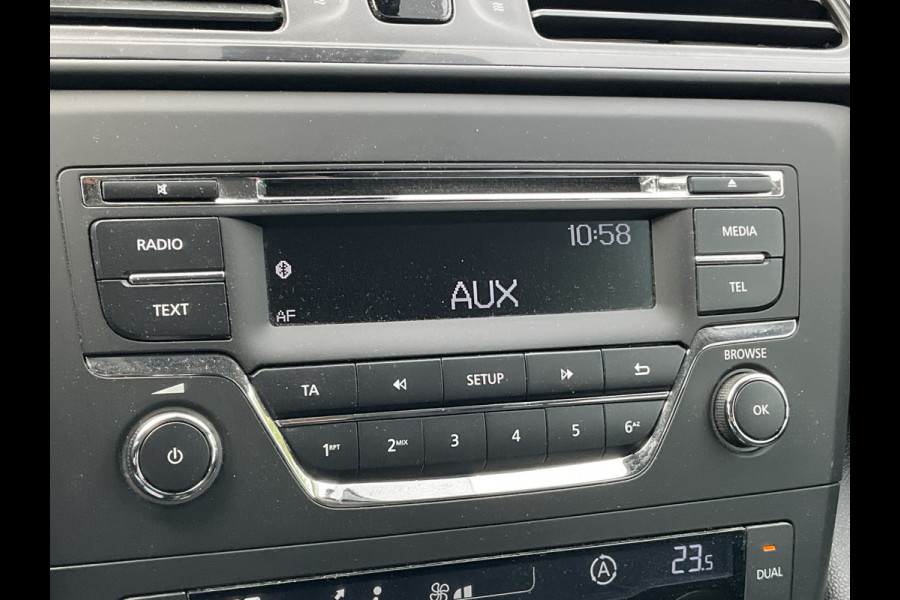 RADIO
TEXT
10:58
AUX
AF
MEDIA
TEL
TA
SETUP
BROWSE
1RPT
2MIX
3
4
5
6AZ
OK
A
23.5
DUAL